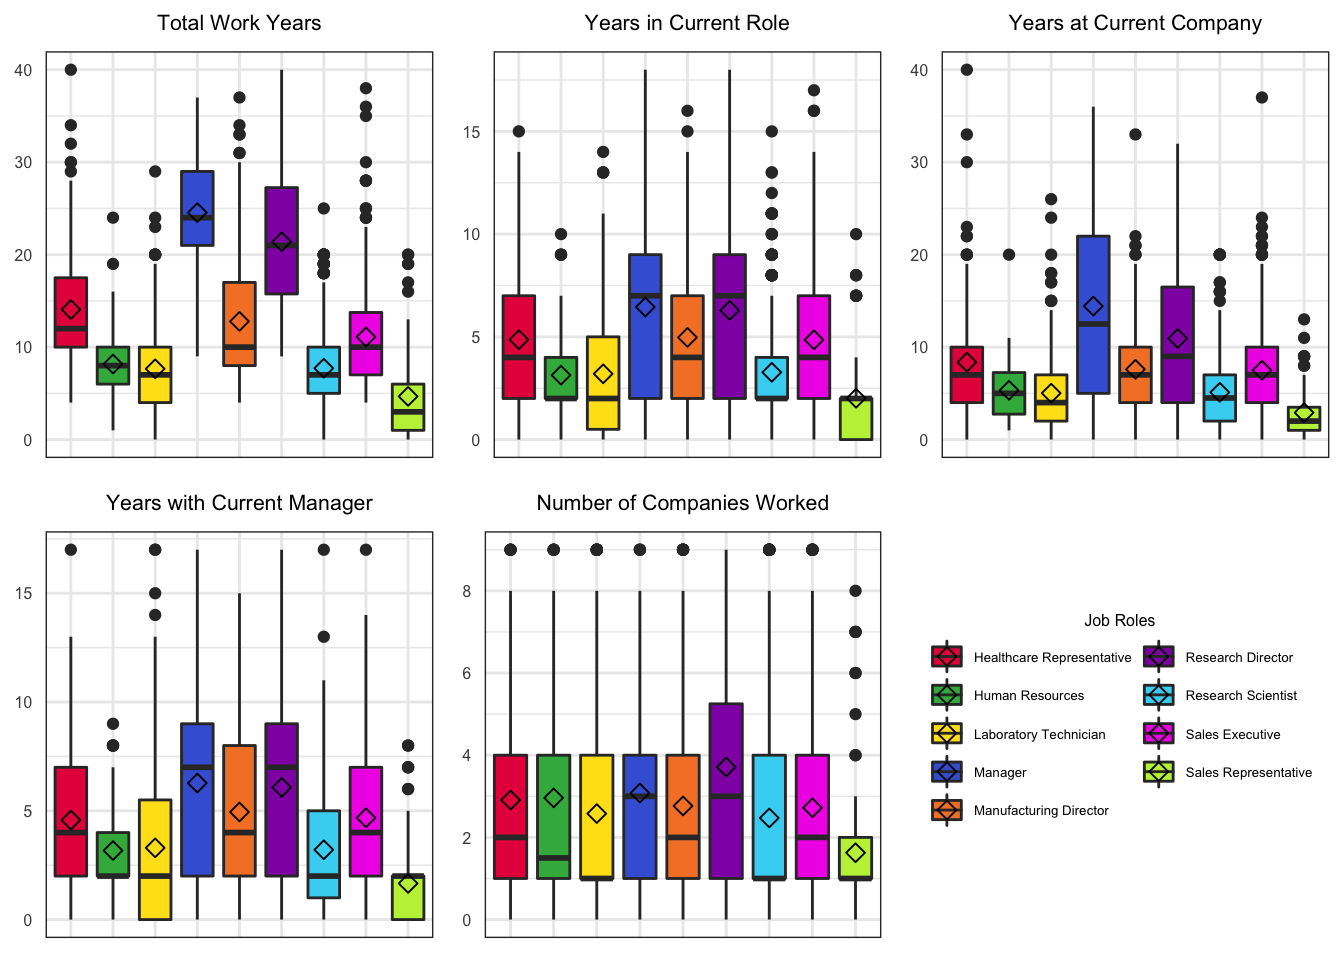 Total Work Years
Years in Current Role
Years at Current Company
40
30
20
10
0
15
10
5
0
40
30
20
10
0
Years with Current Manager
Number of Companies Worked
15
10
5
0
8
6
4
2
0
Job Roles
Healthcare Representative
Human Resources
Laboratory Technician
Manager
Manufacturing Director
Research Director
Research Scientist
Sales Executive
Sales Representative